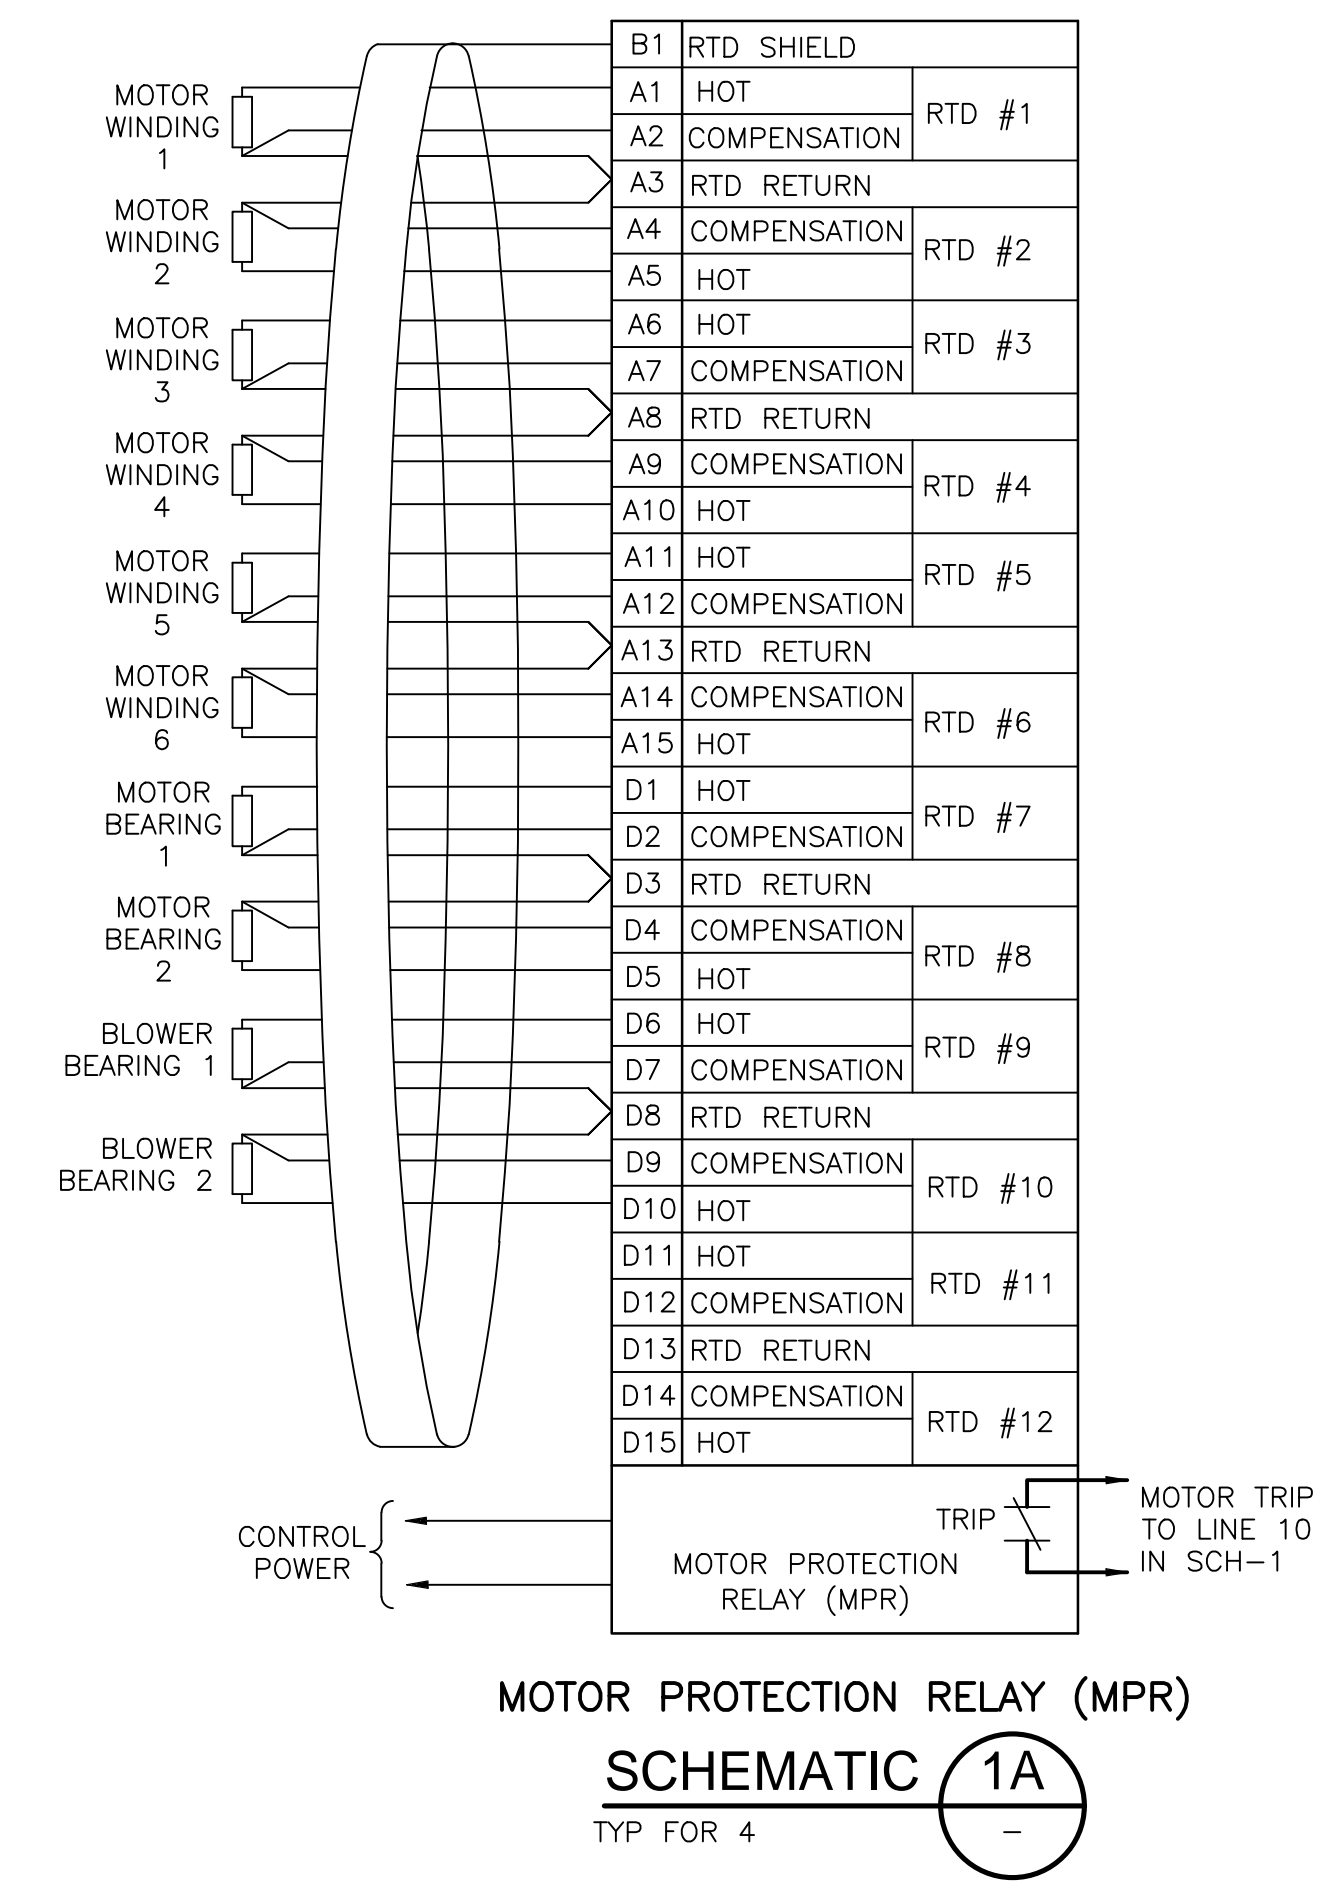 B1 RTD SHIELD
A1 HOT
RTD #1
A2 COMPENSATION
A3 RTD RETURN
A4 COMPENSATION
RTD #2
A5 HOT
A6 HOT
RTD #3
A7 COMPENSATION
A8 RTD RETURN
A9 COMPENSATION
RTD #4
A10 HOT
A11 HOT
RTD #5
A12 COMPENSATION
A13 RTD RETURN
A14 COMPENSATION
RTD #6
A15 HOT
D1 HOT
RTD #7
D2 COMPENSATION
D3 RTD RETURN
D4 COMPENSATION
RTD #8
D5 HOT
D6 HOT
RTD #9
D7 COMPENSATION
D8 RTD RETURN
D9 COMPENSATION
RTD #10
D10 HOT
D11 HOT
RTD #11
D12 COMPENSATION
D13 RTD RETURN
D14 COMPENSATION
RTD #12
D15 HOT
MOTOR
WINDING
1
MOTOR
WINDING
2
MOTOR
WINDING
3
MOTOR
WINDING
4
MOTOR
WINDING
5
MOTOR
WINDING
6
MOTOR
BEARING
1
MOTOR
BEARING
2
BLOWER
BEARING 1
BLOWER
BEARING 2
CONTROL
POWER
TRIP
MOTOR PROTECTION
RELAY (MPR)
MOTOR TRIP
TO LINE 10
IN SCH-1
MOTOR PROTECTION RELAY (MPR)
SCHEMATIC
1A
TYP FOR 4
-